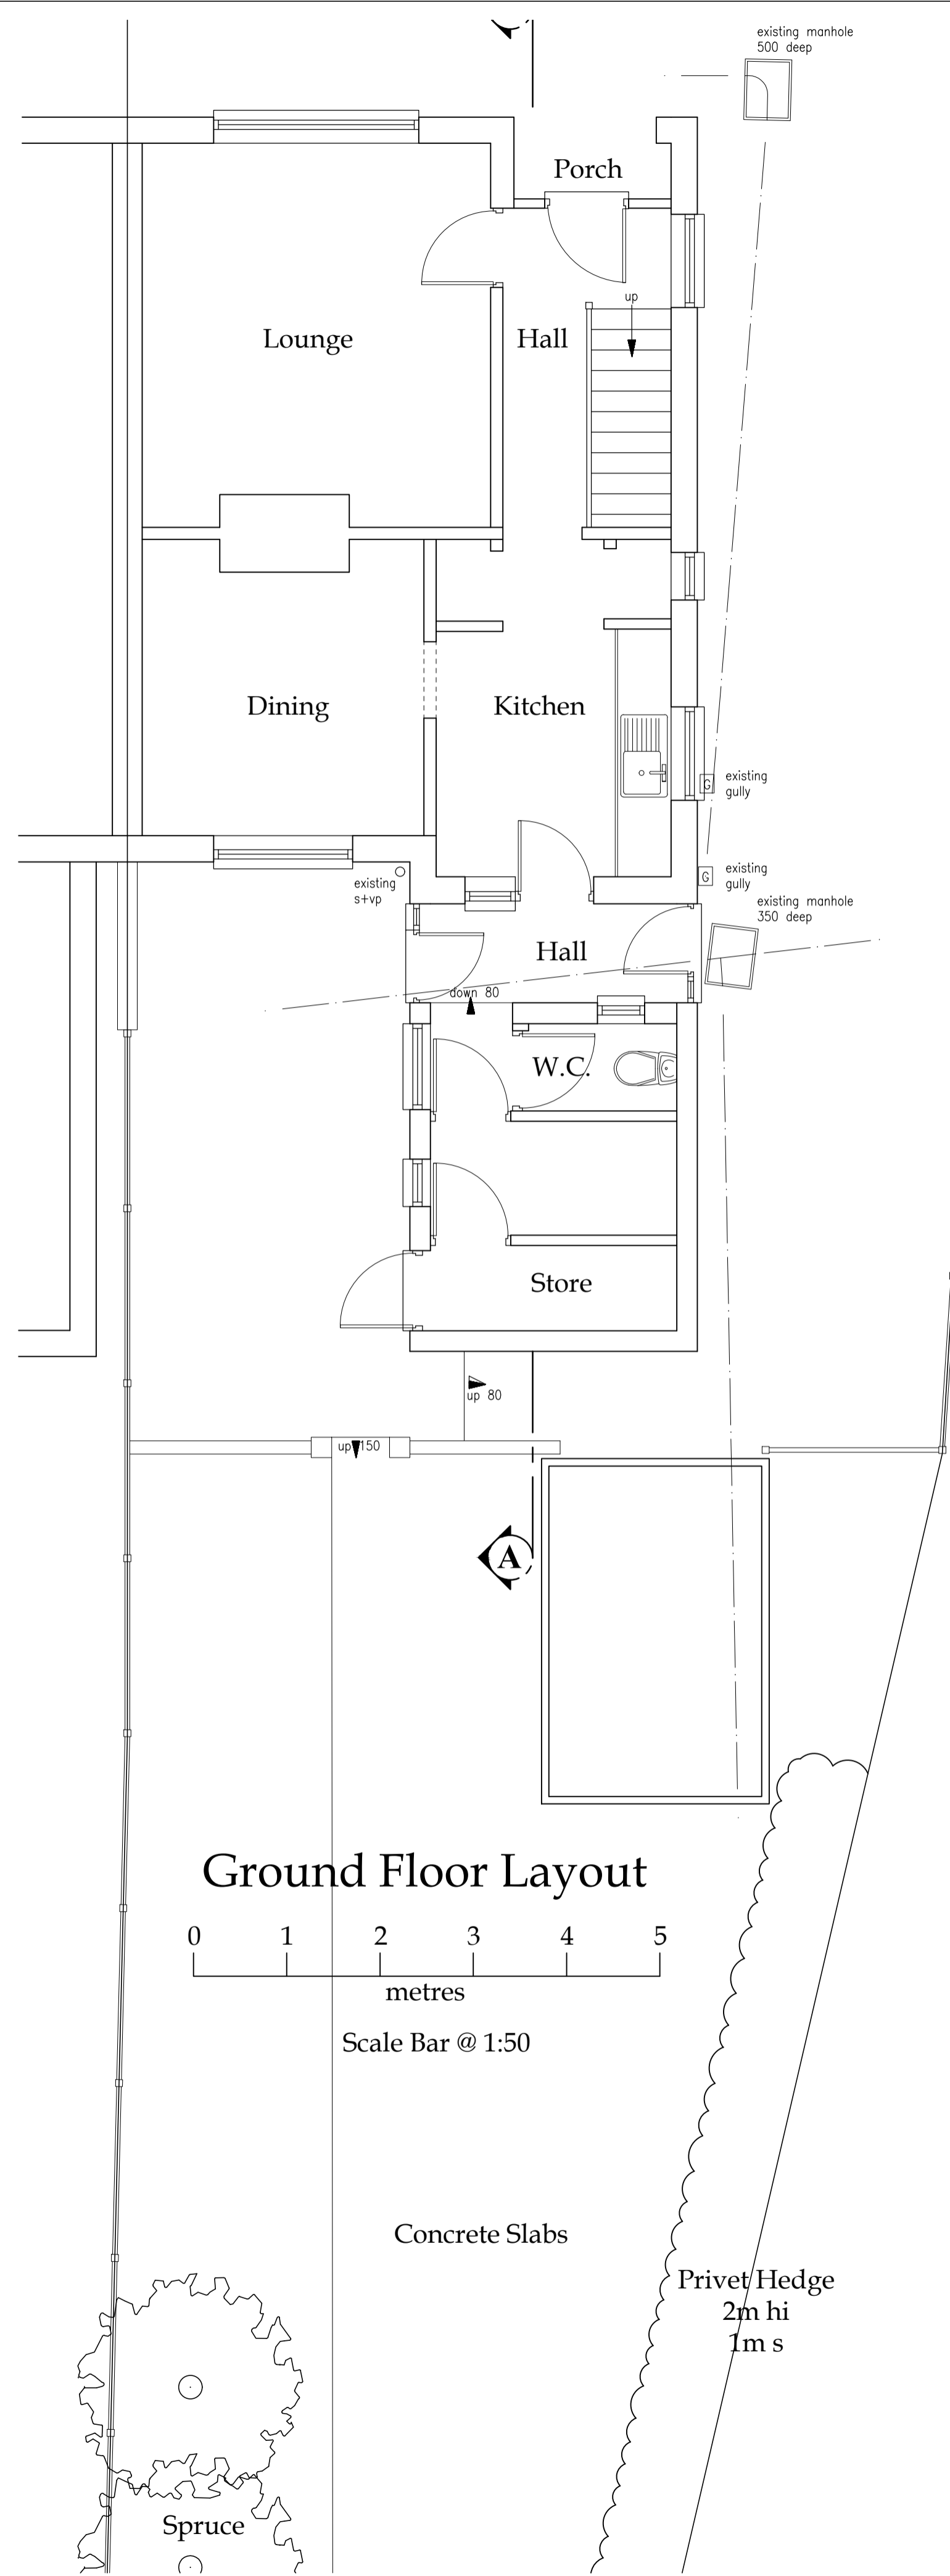 existing manhole
500 deep
Porch
up
Lounge
Hall
Dining
Kitchen
G
existing
gully
existing
s+vp
G
existing
gully
existing manhole
350 deep
Hall
down 80
W.C.
Store
up 80
up 150
A
Ground Floor Layout
0 1 2 3 4 5
metres
Scale Bar @ 1:50
Concrete Slabs
Privet Hedge
2m hi
1m s
Spruce